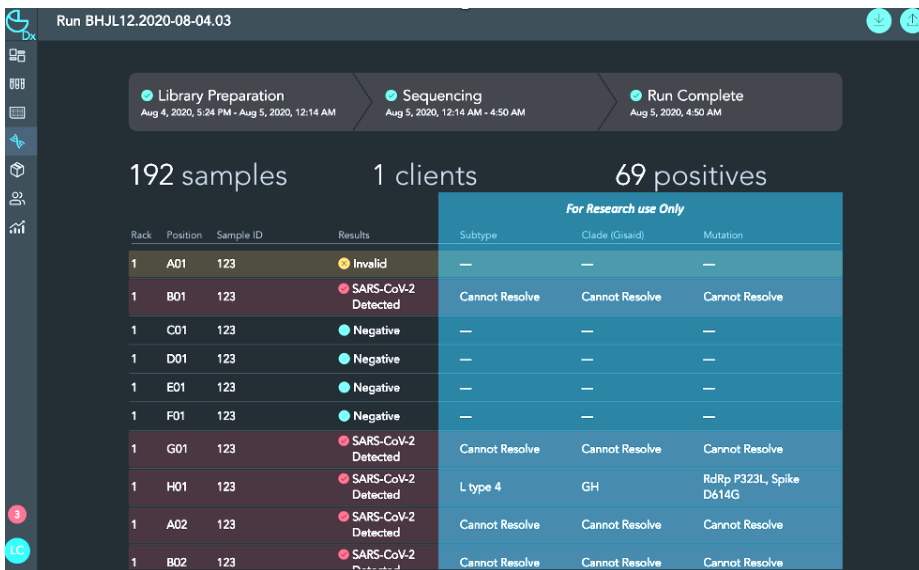 Dx
Run BHJL12.2020-08-04.03
Library Preparation
Aug 4, 2020, 5:24 PM - Aug 5, 2020, 12:14 AM
Sequencing
Aug 5, 2020, 12:14 AM - 4:50 AM
Run Complete
Aug 5, 2020, 4:50 AM
192 samples
1 clients
69 positives
For Research use Only
Rack Position Sample ID Results Subtype Clade (Gisaid) Mutation
1 A01 123 Invalid — — —
1 B01 123 SARS-CoV-2 Cannot Resolve Cannot Resolve Cannot Resolve
Detected
1 C01 123 Negative — — —
1 D01 123 Negative — — —
1 E01 123 Negative — — —
1 F01 123 Negative — — —
1 G01 123 SARS-CoV-2 Cannot Resolve Cannot Resolve Cannot Resolve
Detected
1 H01 123 SARS-CoV-2 L type 4 GH RdRp P323L, Spike
Detected D614G
1 A02 123 SARS-CoV-2 Cannot Resolve Cannot Resolve Cannot Resolve
Detected
1 B02 123 SARS-CoV-2 Cannot Resolve Cannot Resolve Cannot Resolve
3
LC